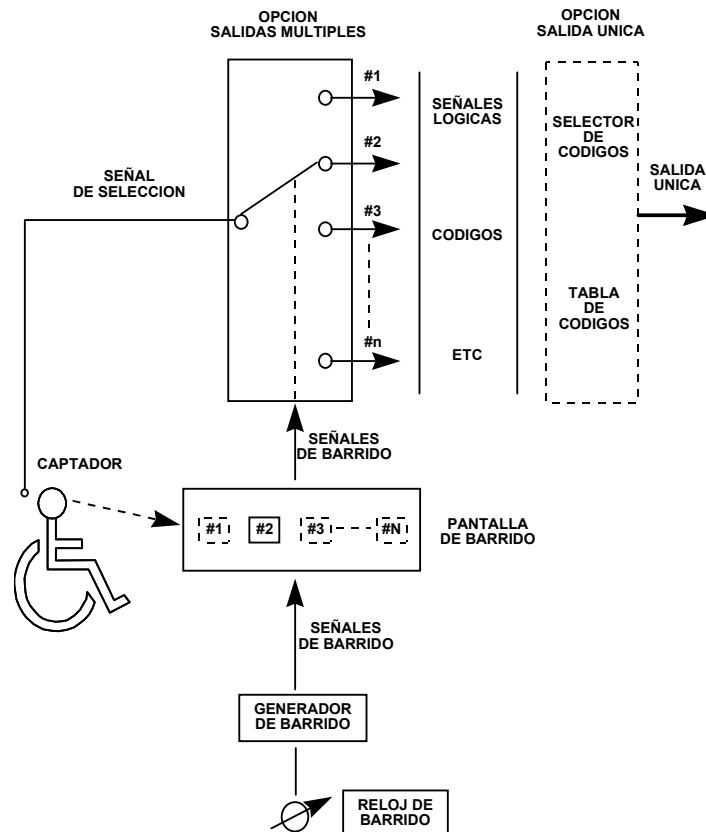 OPCION
SALIDAS MULTIPLES
OPCION
SALIDA UNICA
#1
SEÑALES
LOGICAS
SELECTOR
DE
CODIGOS
#2
SEÑAL
DE SELECCION
SALIDA
UNICA
#3
CODIGOS
TABLA
DE
CODIGOS
#n
ETC
SEÑALES
DE BARRIDO
CAPTADOR
#1
#2
#3
#N
PANTALLA
DE BARRIDO
SEÑALES
DE BARRIDO
GENERADOR
DE BARRIDO
RELOJ DE
BARRIDO